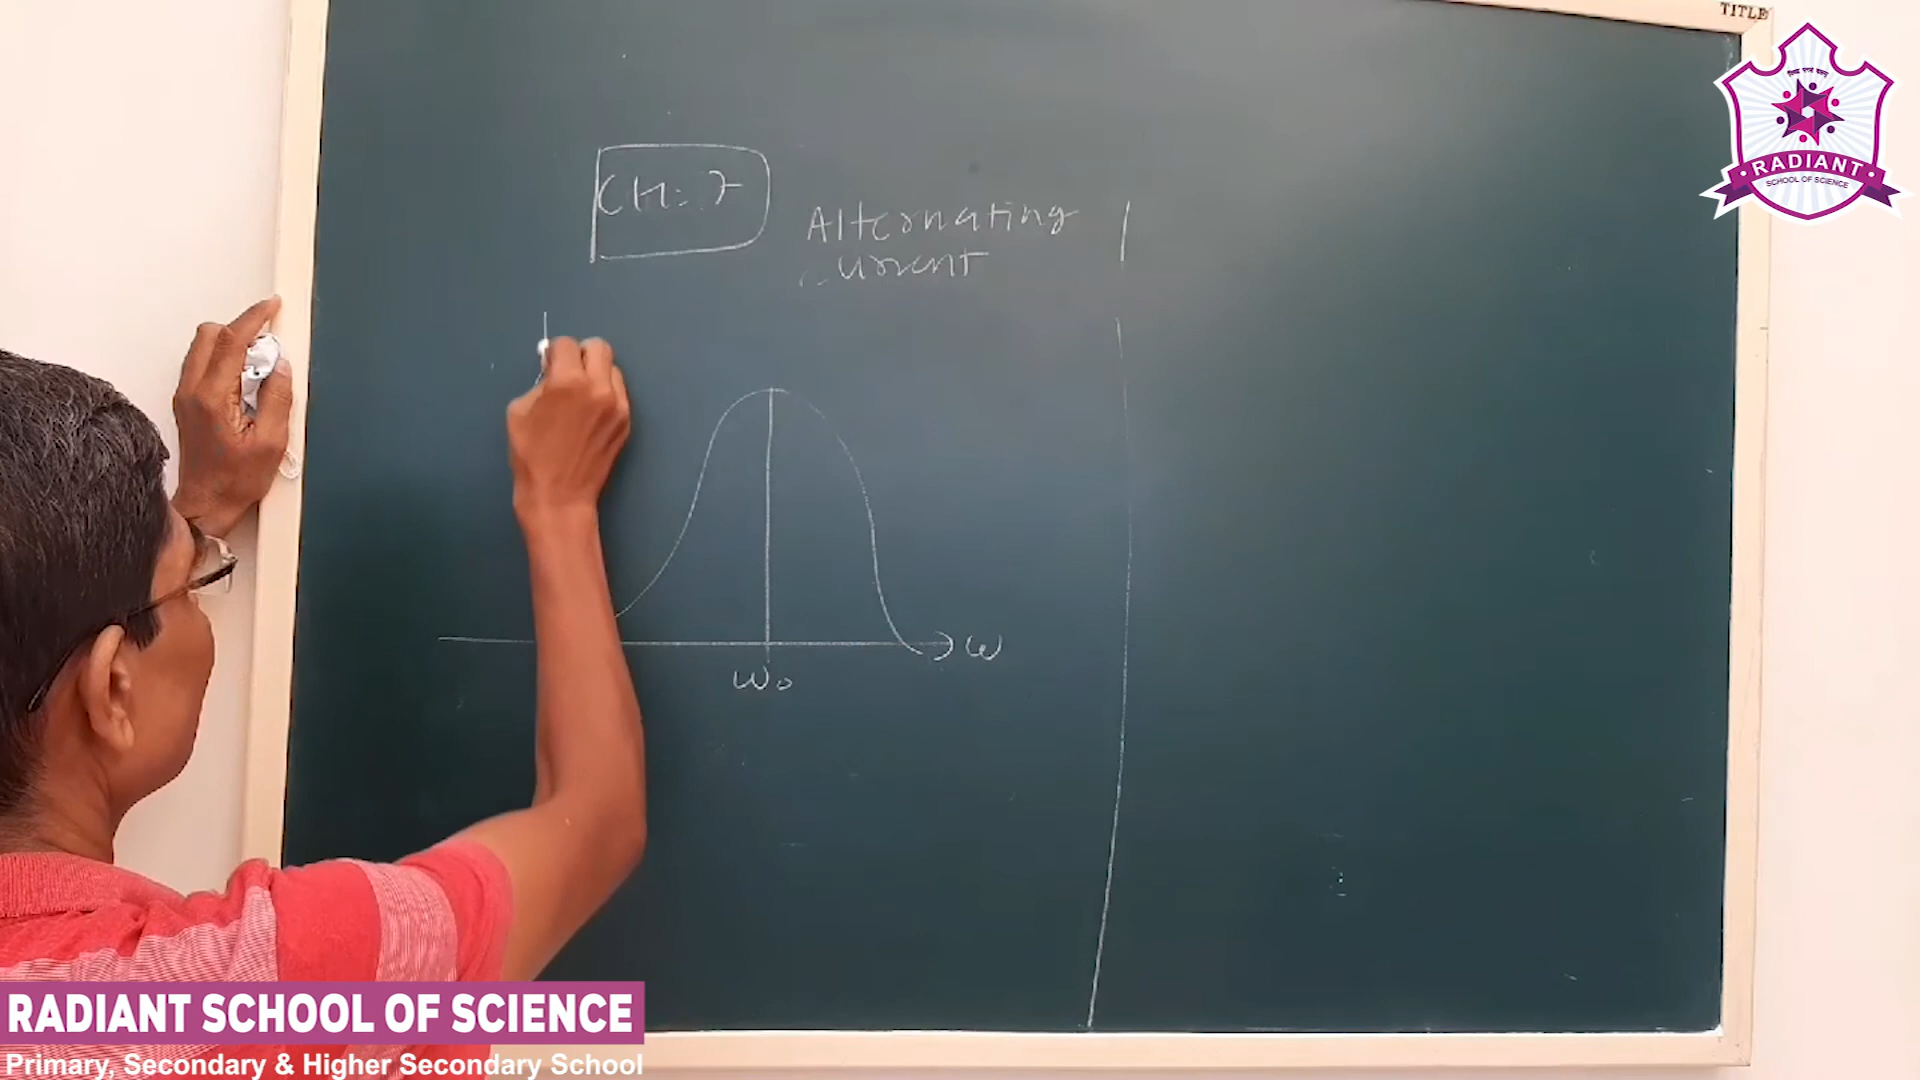 TITLE
RADIANT
SCHOOL OF SCIENCE
CH:7
Alternating
current
ω
ω₀
RADIANT SCHOOL OF SCIENCE
Primary, Secondary & Higher Secondary School